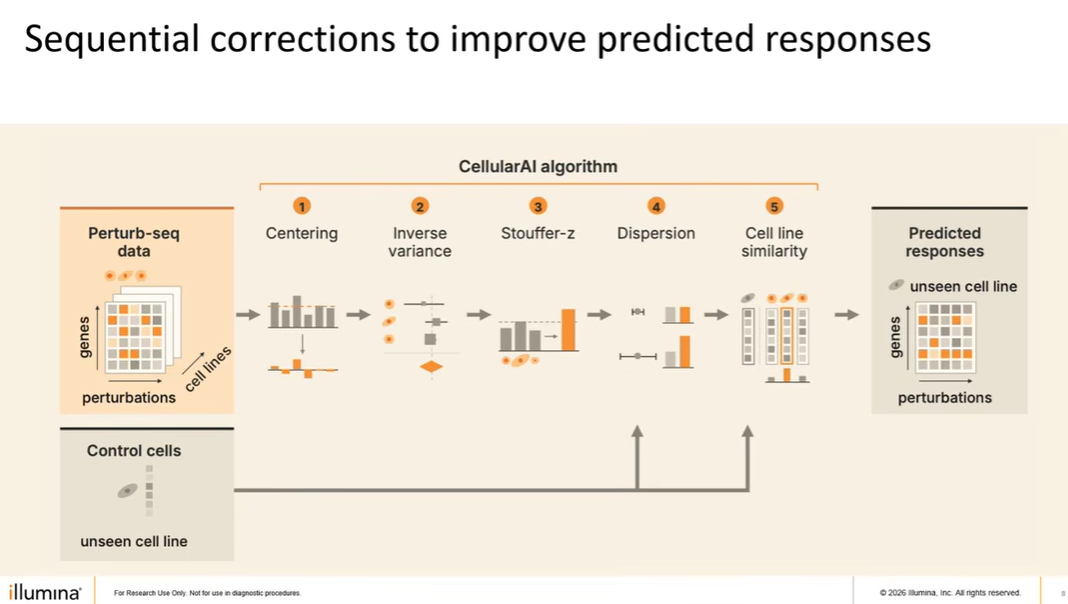 Sequential corrections to improve predicted responses
CellularAI algorithm
1
Centering
2
Inverse
variance
3
Stouffer-z
4
Dispersion
5
Cell line
similarity
Perturb-seq
data
genes
perturbations
cell lines
Control cells
unseen cell line
Predicted
responses
unseen cell line
genes
perturbations
illumina®
For Research Use Only. Not for use in diagnostic procedures.
© 2026 Illumina, Inc. All rights reserved.
8